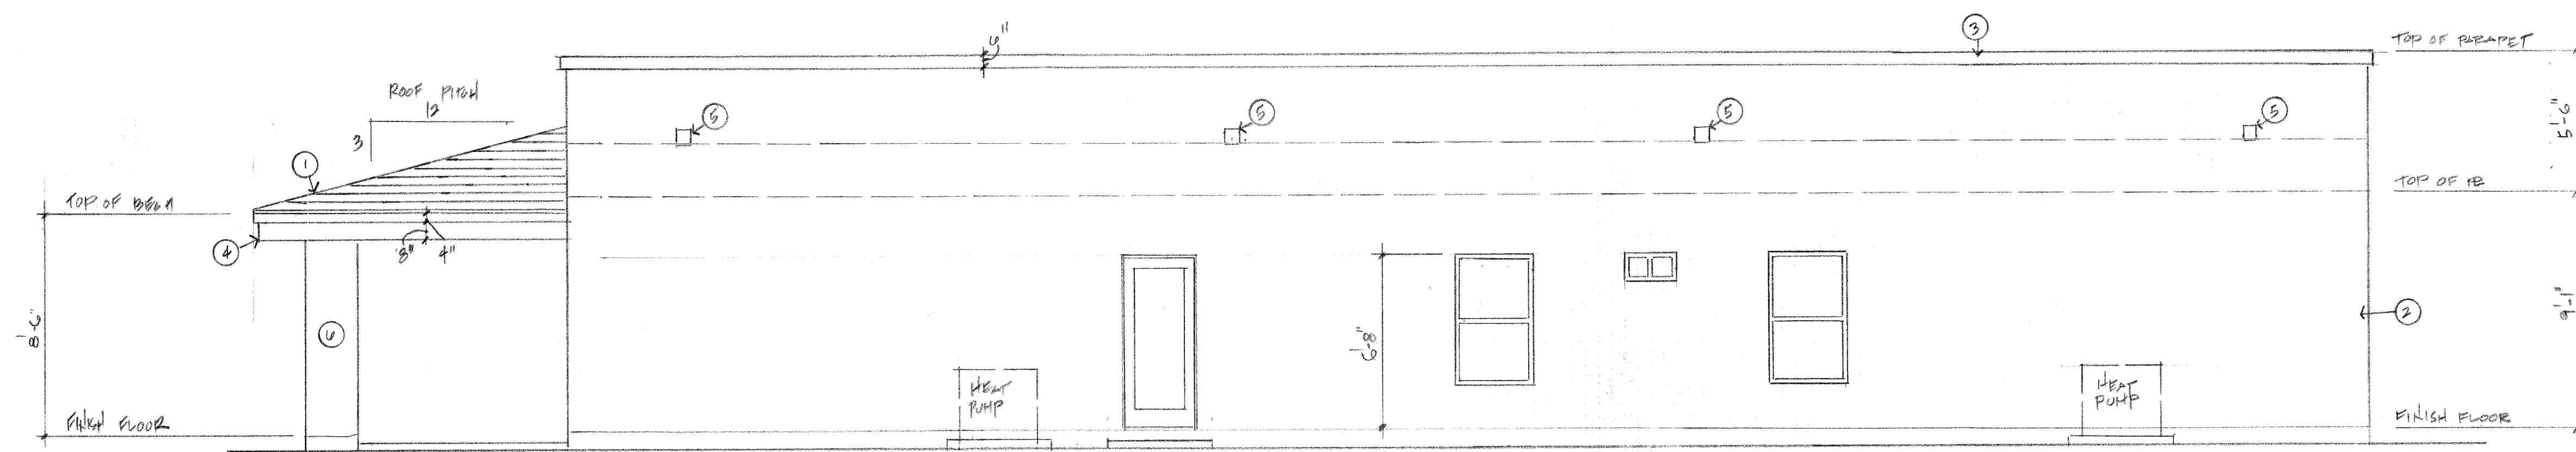 6"
3
TOP OF PARAPET
ROOF PITCH
12
3
5
5
5
5
5'-6"
1
TOP OF BEAM
TOP OF PL
4
8"
4"
8'-6"
6
6'-8"
2
9'-1"
HEAT
PUMP
HEAT
PUMP
FINISH FLOOR
FINISH FLOOR